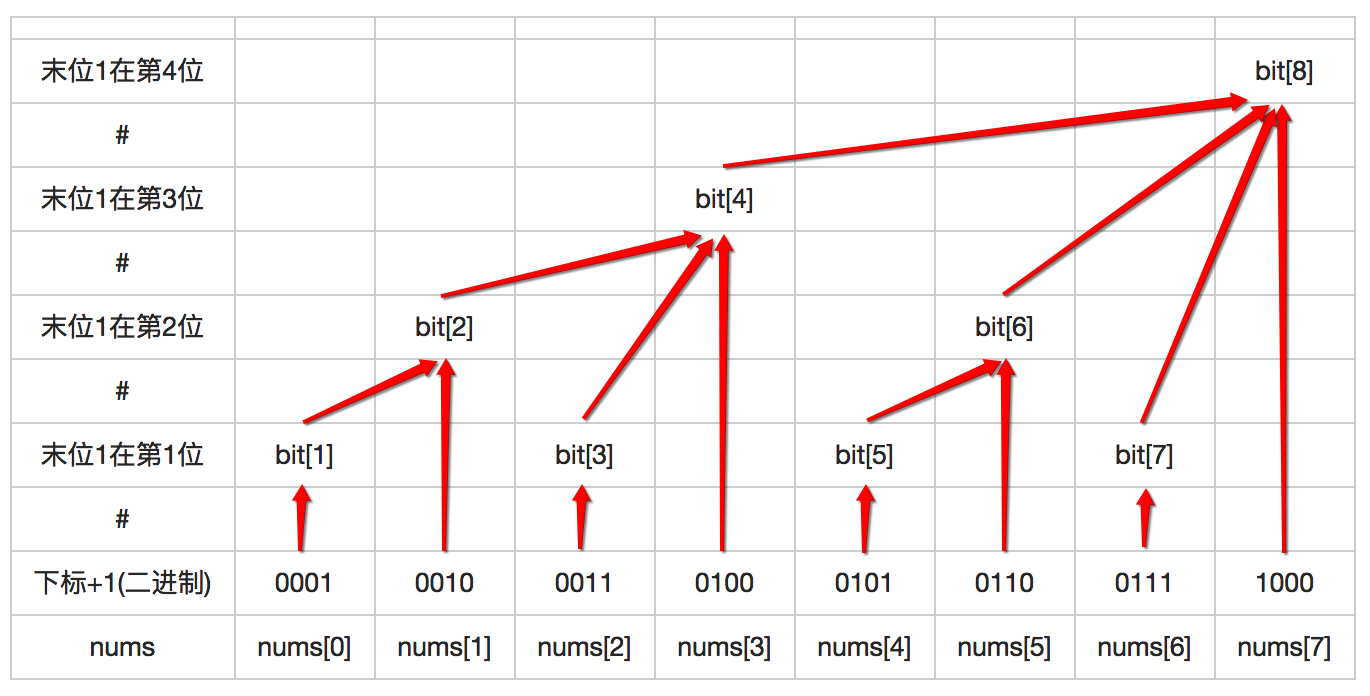 末位1在第4位 bit[8]
#
末位1在第3位 bit[4]
#
末位1在第2位 bit[2] bit[6]
#
末位1在第1位 bit[1] bit[3] bit[5] bit[7]
#
下标+1(二进制) 0001 0010 0011 0100 0101 0110 0111 1000
nums nums[0] nums[1] nums[2] nums[3] nums[4] nums[5] nums[6] nums[7]